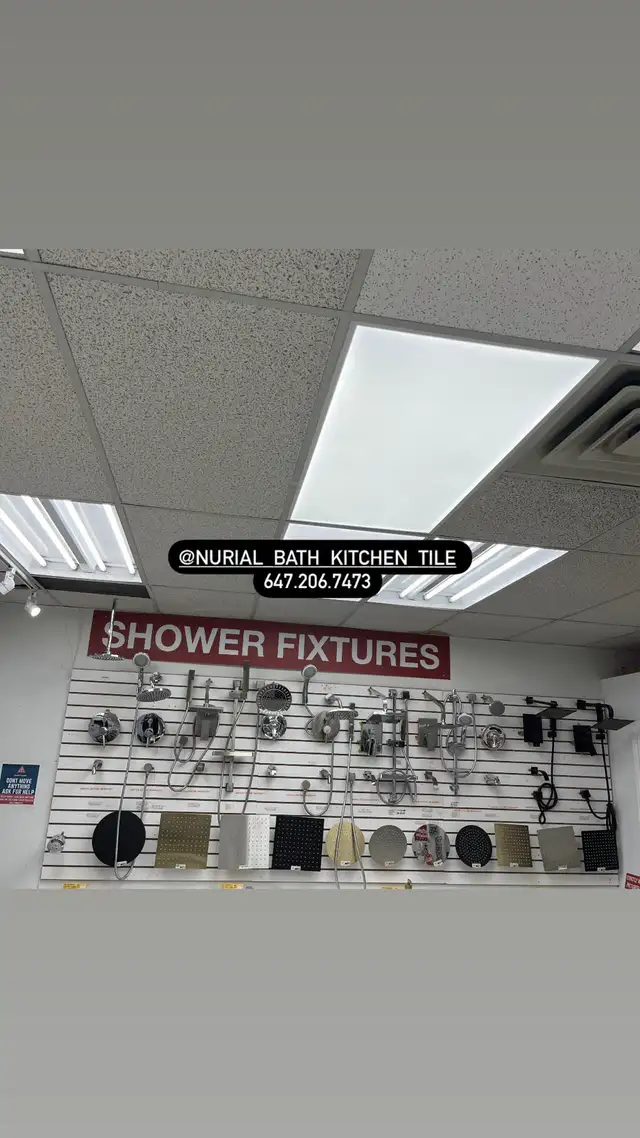 @NURIAL_BATH_KITCHEN_TILE
647.206.7473
SHOWER FIXTURES
DONT MOVE
ANYTHING
ASK FOR HELP